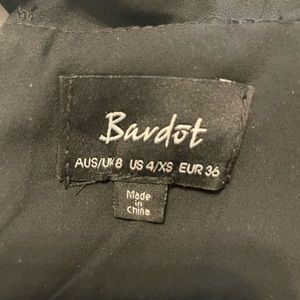 Bardot
AUS/UK 8 US 4/XS EUR 36
Made
in
China